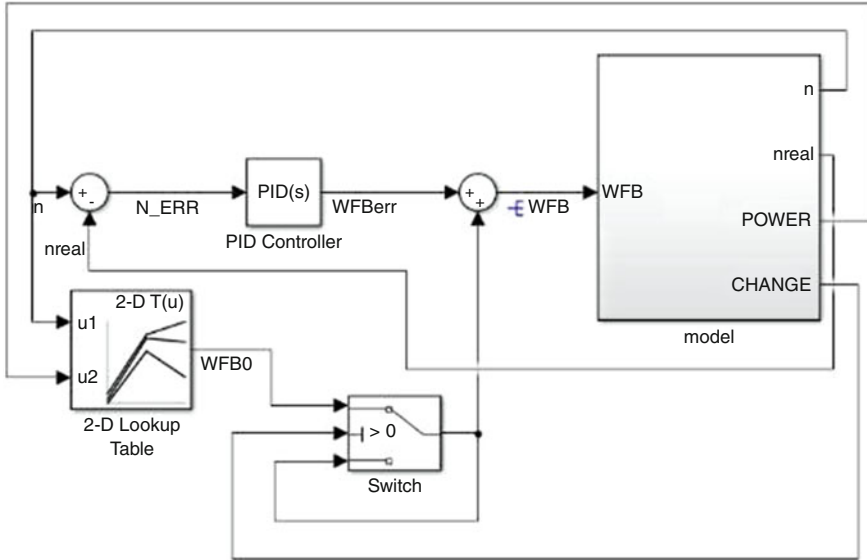 n
nreal
POWER
CHANGE
WFB
model
+
-
n
N_ERR
PID(s)
WFBerr
PID Controller
+
+
WFB
nreal
2-D T(u)
u1
u2
WFB0
2-D Lookup
Table
> 0
Switch